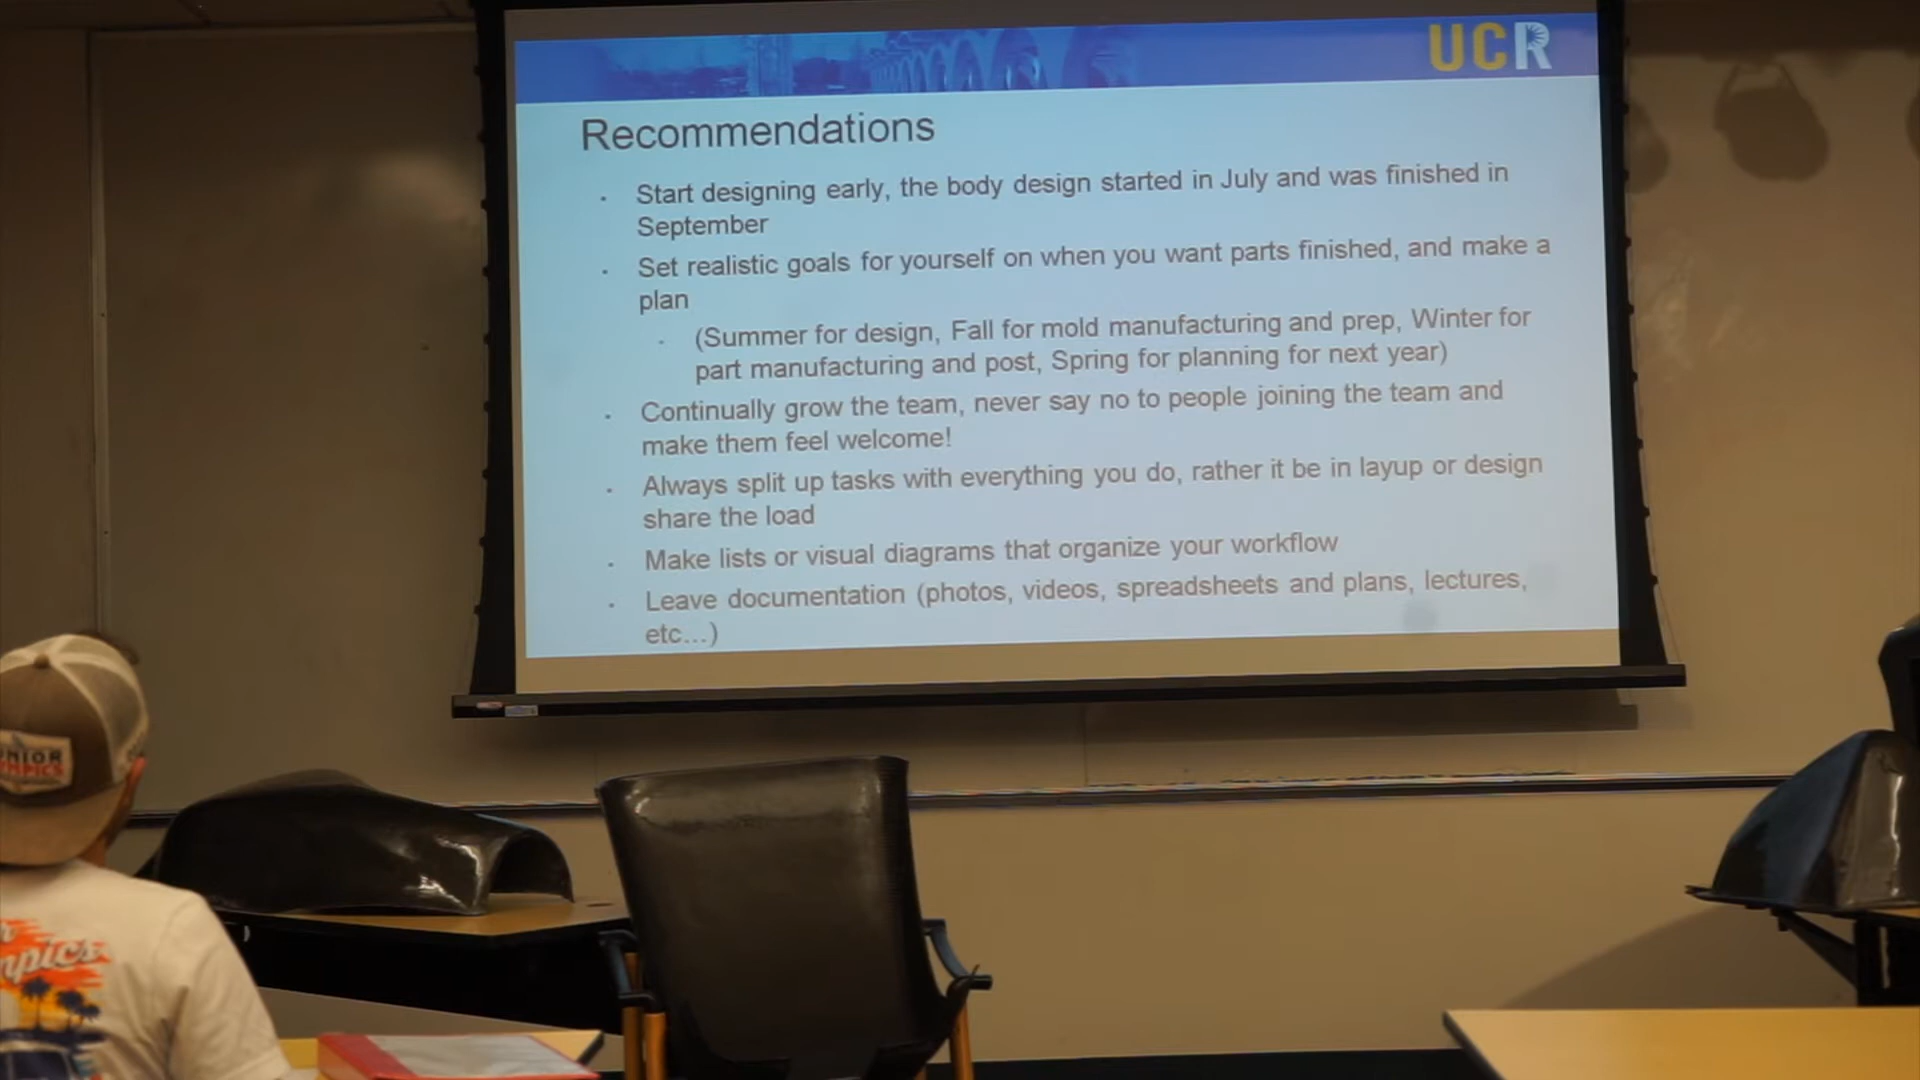 UCR
Recommendations
Start designing early, the body design started in July and was finished in
September
Set realistic goals for yourself on when you want parts finished, and make a
plan
(Summer for design, Fall for mold manufacturing and prep, Winter for
part manufacturing and post, Spring for planning for next year)
Continually grow the team, never say no to people joining the team and
make them feel welcome!
Always split up tasks with everything you do, rather it be in layup or design
share the load
Make lists or visual diagrams that organize your workflow
Leave documentation (photos, videos, spreadsheets and plans, lectures,
etc...)